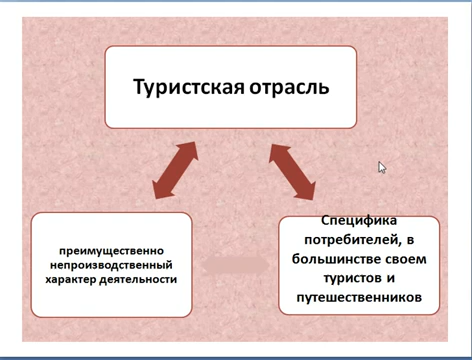 Туристская отрасль
преимущественно
непроизводственный
характер деятельности
Специфика
потребителей, в
большинстве своем
туристов и
путешественников